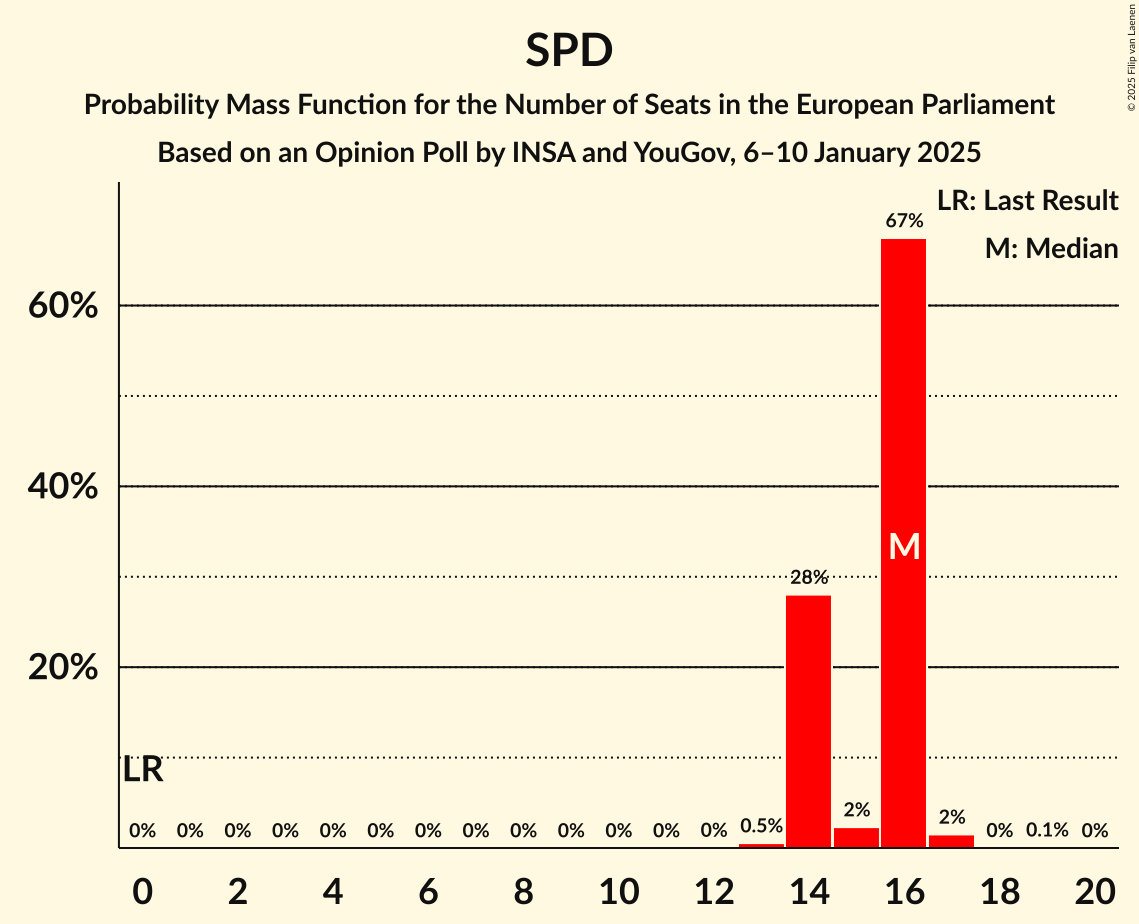 SPD
Probability Mass Function for the Number of Seats in the European Parliament
Based on an Opinion Poll by INSA and YouGov, 6–10 January 2025
© 2025 Filip van Laenen
LR: Last Result
M: Median
67%
60%
40%
M
28%
20%
LR
0% 0% 0% 0% 0% 0% 0% 0% 0% 0% 0% 0% 0% 0.5% 2% 2% 0% 0.1% 0%
0 2 4 6 8 10 12 14 16 18 20